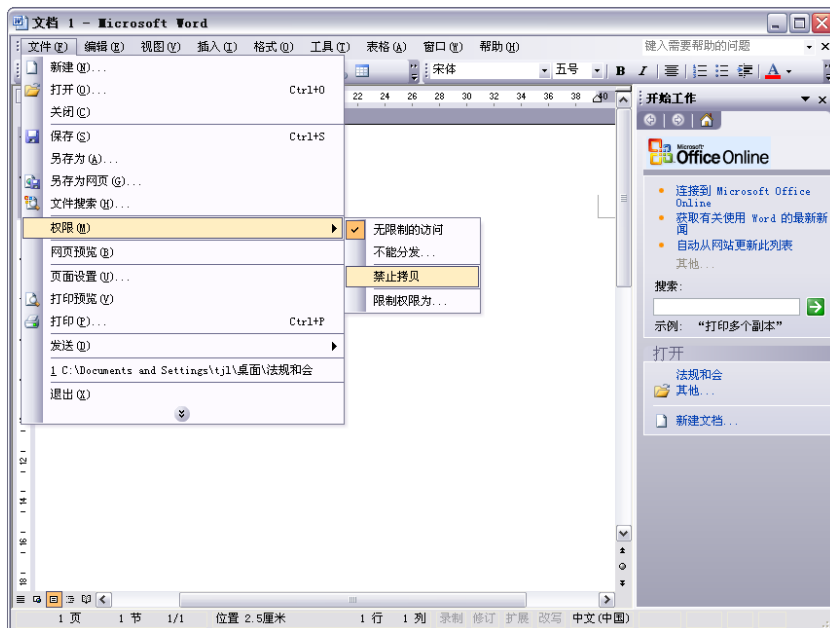 文档 1 - Microsoft Word
文件(F) 编辑(E) 视图(V) 插入(I) 格式(O) 工具(T) 表格(A) 窗口(W) 帮助(H) 键入需要帮助的问题
新建(N)...
宋体 五号 B I A
打开(O)... Ctrl+O
22 24 26 28 30 32 34 36 38 40
开始工作
关闭(C)
保存(S) Ctrl+S
另存为(A)...
Microsoft
Office Online
另存为网页(G)...
连接到 Microsoft Office
Online
文件搜索(H)...
获取有关使用 Word 的最新新
闻
权限(M)
无限制的访问
自动从网站更新此列表
网页预览(B)
不能分发...
其他...
页面设置(U)...
禁止拷贝
搜索:
打印预览(V)
限制权限为...
打印(P)... Ctrl+P
示例: “打印多个副本”
发送(D)
打开
1 C:\Documents and Settings\tjl\桌面\法规和会
法规和会
其他...
退出(X)
新建文档...
12
14
16
18
1 页 1 节 1/1 位置 2.5厘米 1 行 1 列 录制 修订 扩展 改写 中文(中国)